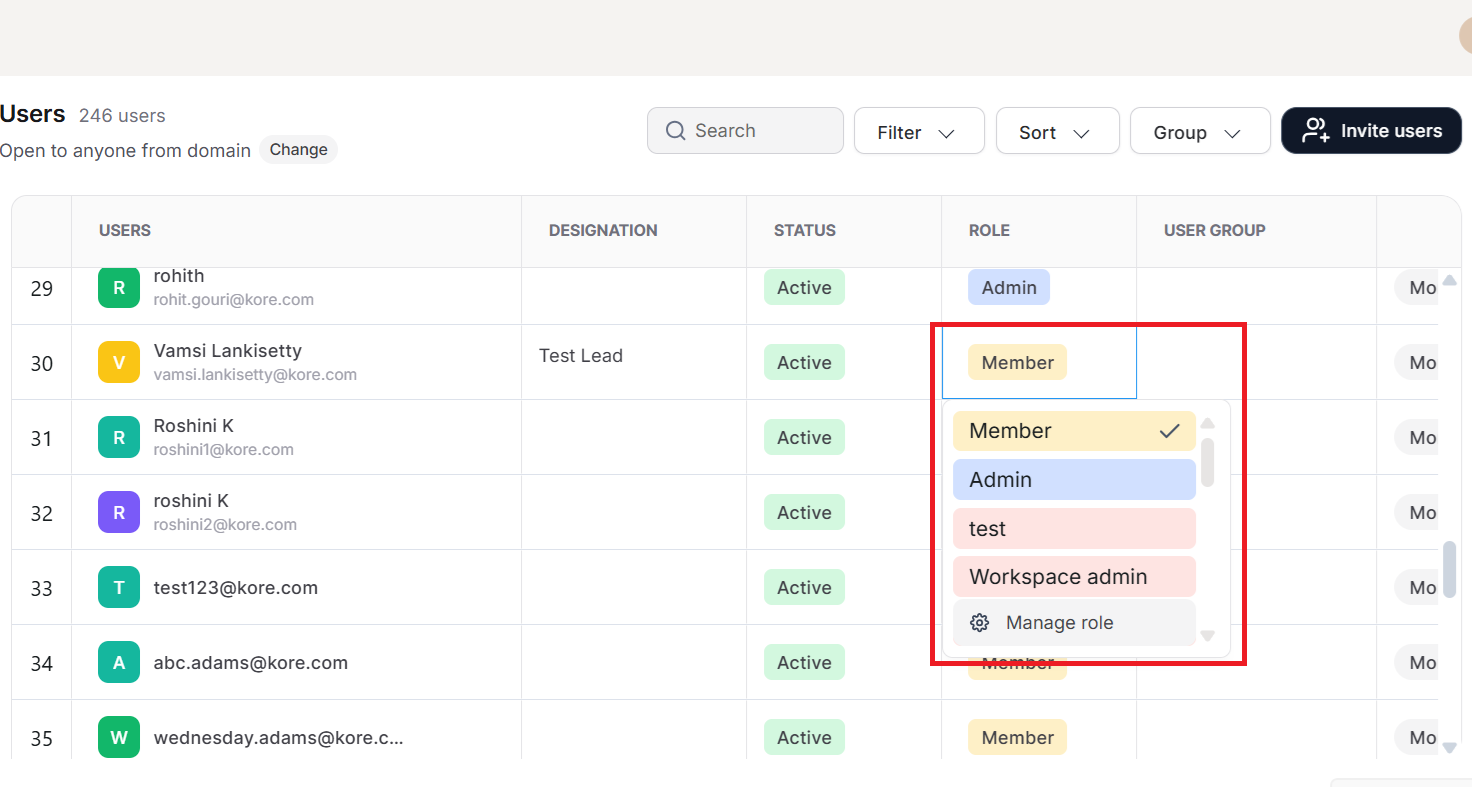 Users 246 users
Open to anyone from domain Change
Search Filter Sort Group Invite users
USERS DESIGNATION STATUS ROLE USER GROUP
29 R rohith Active Admin Mo
rohit.gouri@kore.com
30 V Vamsi Lankisetty Test Lead Active Member Mo
vamsi.lankisetty@kore.com
31 R Roshini K Active Member Mo
roshini1@kore.com
Admin
32 R roshini K Active test Mo
roshini2@kore.com
33 T test123@kore.com Active Workspace admin Mo
Manage role
34 A abc.adams@kore.com Active Member Mo
35 W wednesday.adams@kore.c... Active Member Mo